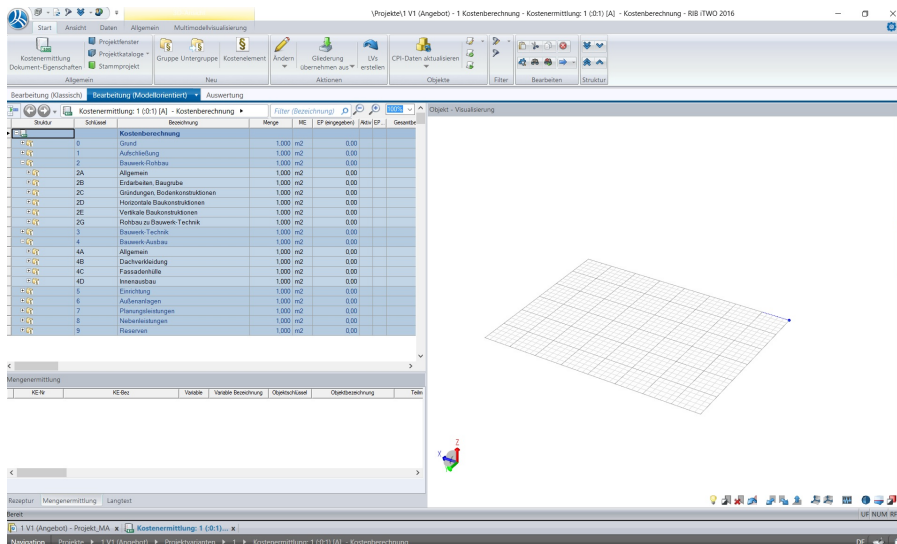 \Projekte\1 V1 (Angebot) - 1 Kostenberechnung - Kostenermittlung: 1 (:0:1) [A] - Kostenberechnung - RIB iTWO 2016
Start Ansicht Daten Allgemein Multimodellvisualisierung
Kostenermittlung Dokument-Eigenschaften
Projektfenster
Projektkataloge
Stammprojekt
Gruppe Untergruppe Kostenelement
Ändern
Gliederung übernehmen aus
LVs erstellen
CPI-Daten aktualisieren
Allgemein Neu Aktionen Objekte Filter Bearbeiten Struktur
Bearbeitung (Klassisch) Bearbeitung (Modellorientiert) Auswertung
Kostenermittlung: 1 (:0:1) [A] - Kostenberechnung Filter (Bezeichnung) 100%
Objekt - Visualisierung
Struktur Schlüssel Bezeichnung Menge ME EP (eingegeben) Aktiv EP... Gesamtbe
Kostenberechnung
0 Grund 1,000 m2 0,00
1 Aufschließung 1,000 m2 0,00
2 Bauwerk-Rohbau 1,000 m2 0,00
2A Allgemein 1,000 m2 0,00
2B Erdarbeiten, Baugrube 1,000 m2 0,00
2C Gründungen, Bodenkonstruktionen 1,000 m2 0,00
2D Horizontale Baukonstruktionen 1,000 m2 0,00
2E Vertikale Baukonstruktionen 1,000 m2 0,00
2G Rohbau zu Bauwerk-Technik 1,000 m2 0,00
3 Bauwerk-Technik 1,000 m2 0,00
4 Bauwerk-Ausbau 1,000 m2 0,00
4A Allgemein 1,000 m2 0,00
4B Dachverkleidung 1,000 m2 0,00
4C Fassadenhülle 1,000 m2 0,00
4D Innenausbau 1,000 m2 0,00
5 Einrichtung 1,000 m2 0,00
6 Außenanlagen 1,000 m2 0,00
7 Planungsleistungen 1,000 m2 0,00
8 Nebenleistungen 1,000 m2 0,00
9 Reserven 1,000 m2 0,00
Mengenermittlung
KE-Nr KE-Bez Variable Variable Bezeichnung Objektschlüssel Objektbezeichnung Teilm
Z
X
Rezeptur Mengenermittlung Langtext
Bereit
UF NUM RF
1 V1 (Angebot) - Projekt_MA x Kostenermittlung: 1 (:0:1)... x
Navigation Projekte 1 V1 (Angebot) Projektvarianten 1 Kostenermittlung: 1 (:0:1) [A] - Kostenberechnung DE